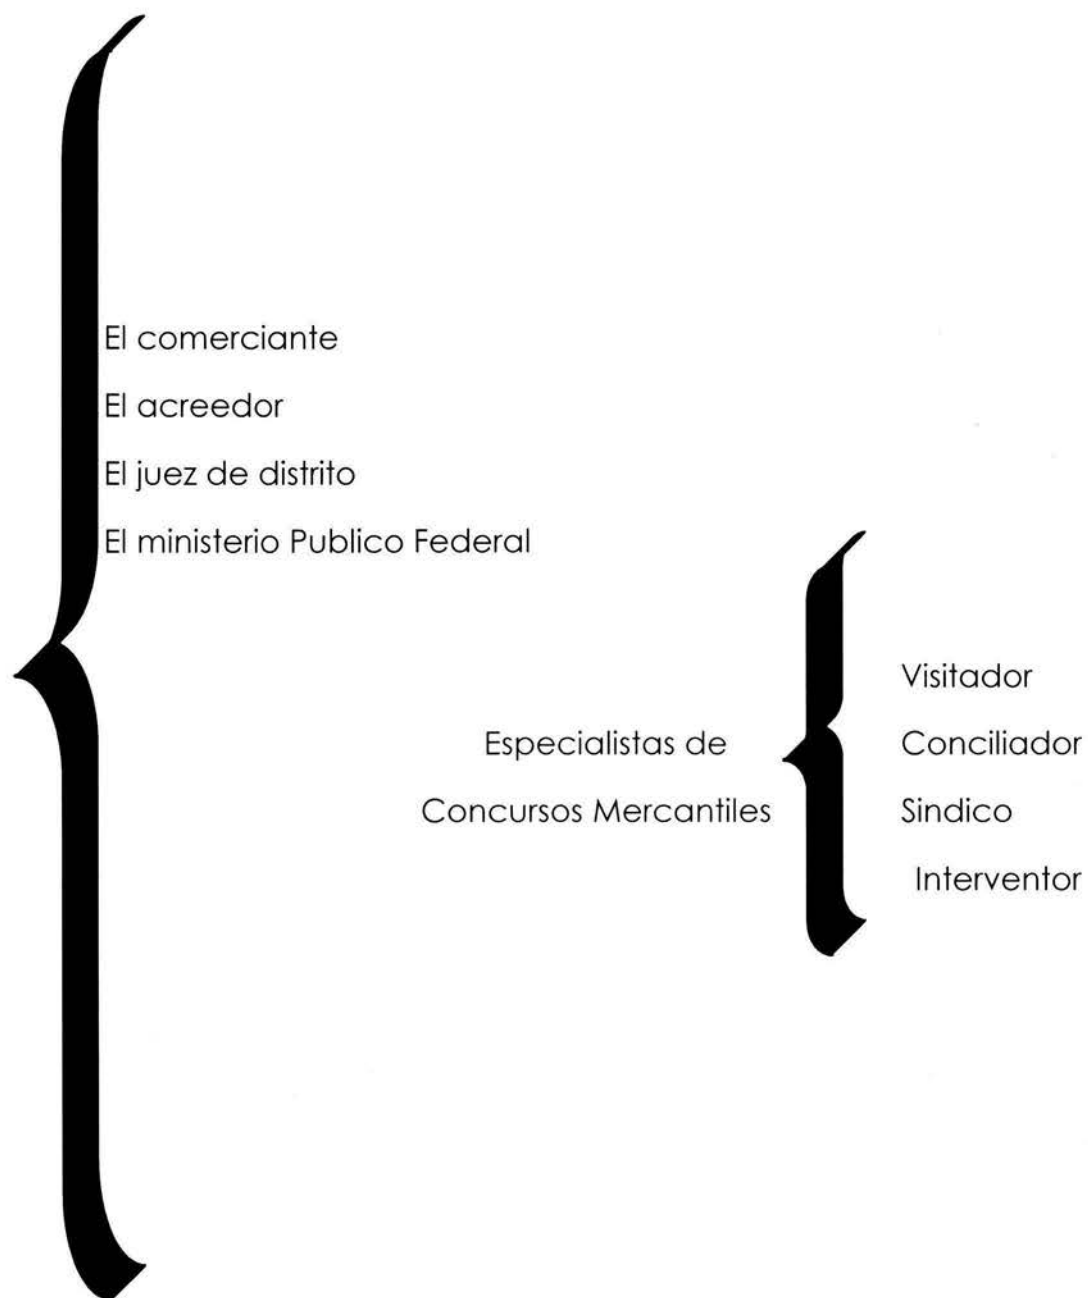 El comerciante
El acreedor
El juez de distrito
El ministerio Publico Federal
Especialistas de
Concursos Mercantiles
Visitador
Conciliador
Sindico
Interventor